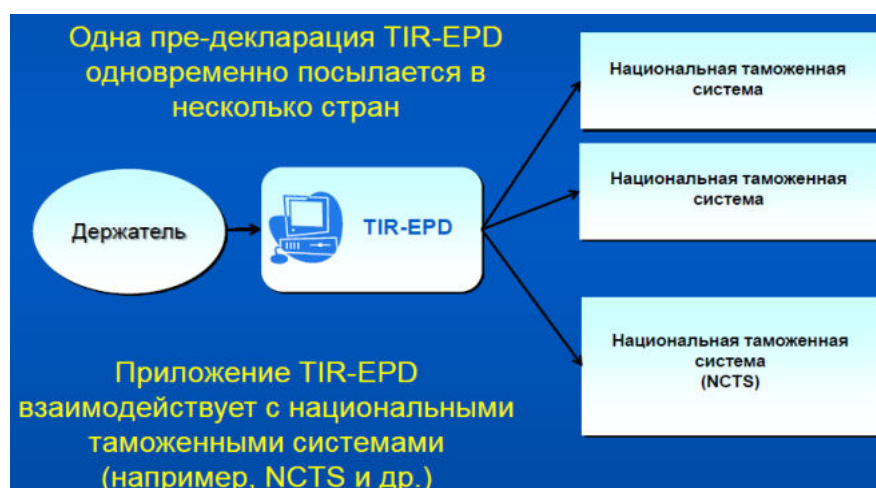 Одна пре-декларация TIR-EPD
одновременно посылается в
несколько стран
Национальная таможенная
система
Национальная таможенная
система
Держатель
TIR-EPD
Национальная таможенная
система
(NCTS)
Приложение TIR-EPD
взаимодействует с национальными
таможенными системами
(например, NCTS и др.)